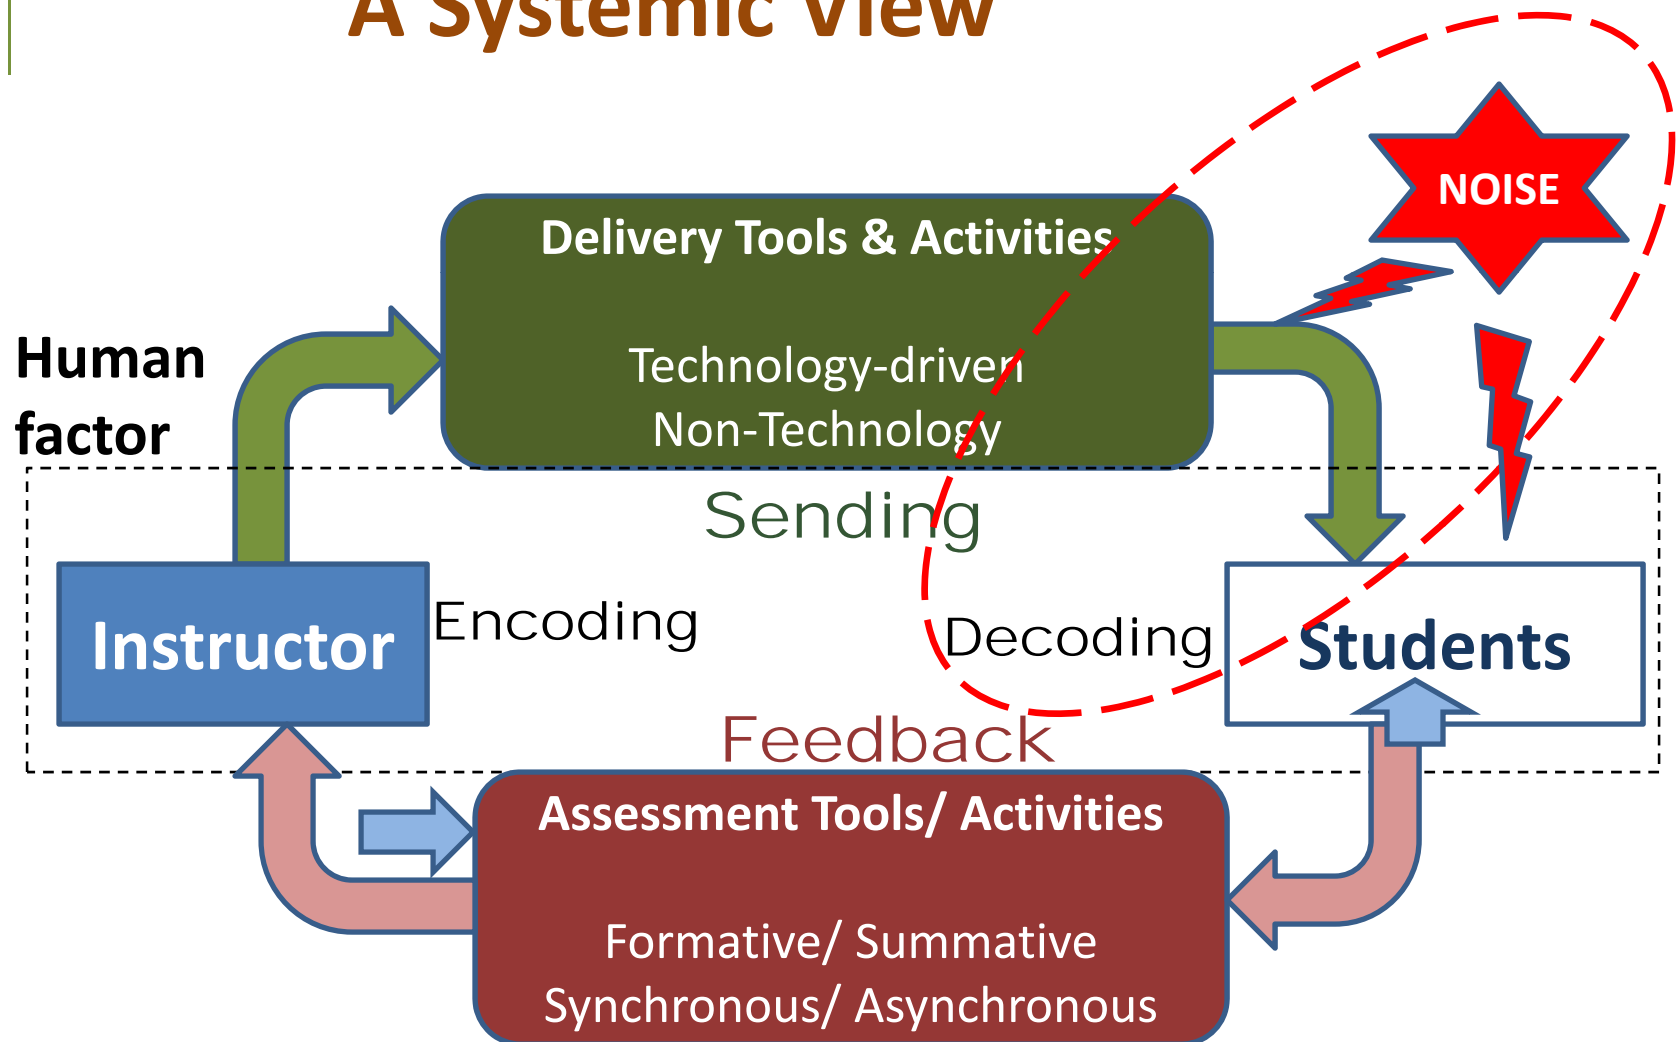 A Systemic View
NOISE
Delivery Tools & Activities
Technology-driven
Non-Technology
Human
factor
Sending
Instructor
Encoding
Decoding
Students
Feedback
Assessment Tools/ Activities
Formative/ Summative
Synchronous/ Asynchronous